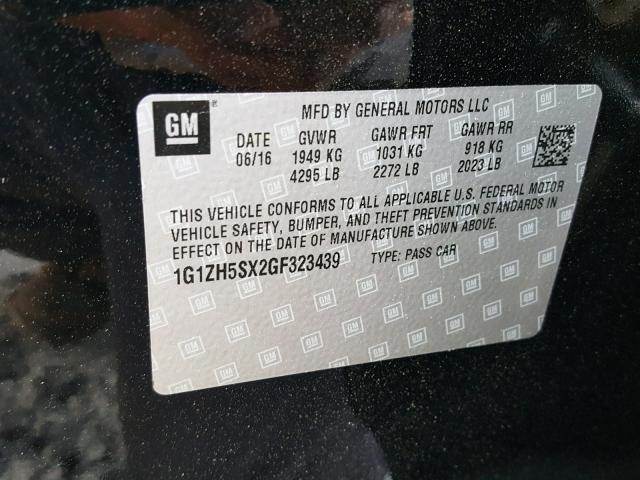 GM
MFD BY GENERAL MOTORS LLC
DATE GVWR GAWR FRT GAWR RR
06/16 1949 KG 1031 KG 918 KG
4295 LB 2272 LB 2023 LB
THIS VEHICLE CONFORMS TO ALL APPLICABLE U.S. FEDERAL MOTOR
VEHICLE SAFETY, BUMPER, AND THEFT PREVENTION STANDARDS IN
EFFECT ON THE DATE OF MANUFACTURE SHOWN ABOVE.
1G1ZH5SX2GF323439 TYPE: PASS CAR